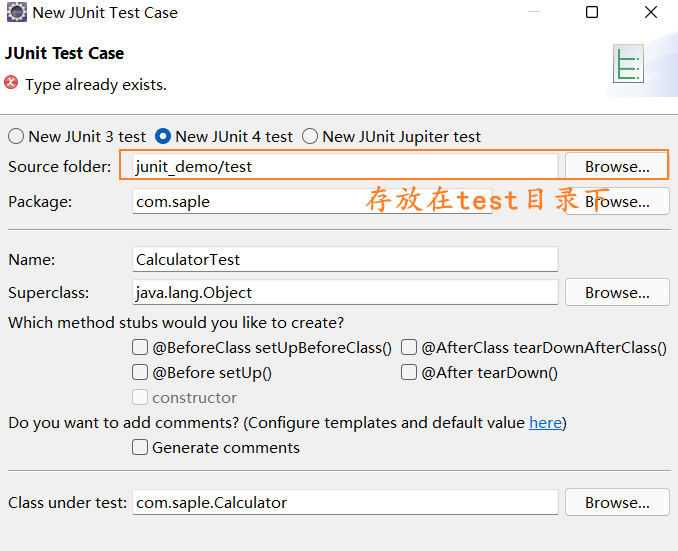 New JUnit Test Case
JUnit Test Case
Type already exists.
New JUnit 3 test New JUnit 4 test New JUnit Jupiter test
Source folder: junit_demo/test Browse...
Package: com.saple Browse...
存放在test目录下
Name: CalculatorTest
Superclass: java.lang.Object Browse...
Which method stubs would you like to create?
@BeforeClass setUpBeforeClass() @AfterClass tearDownAfterClass()
@Before setUp() @After tearDown()
constructor
Do you want to add comments? (Configure templates and default value here)
Generate comments
Class under test: com.saple.Calculator Browse...